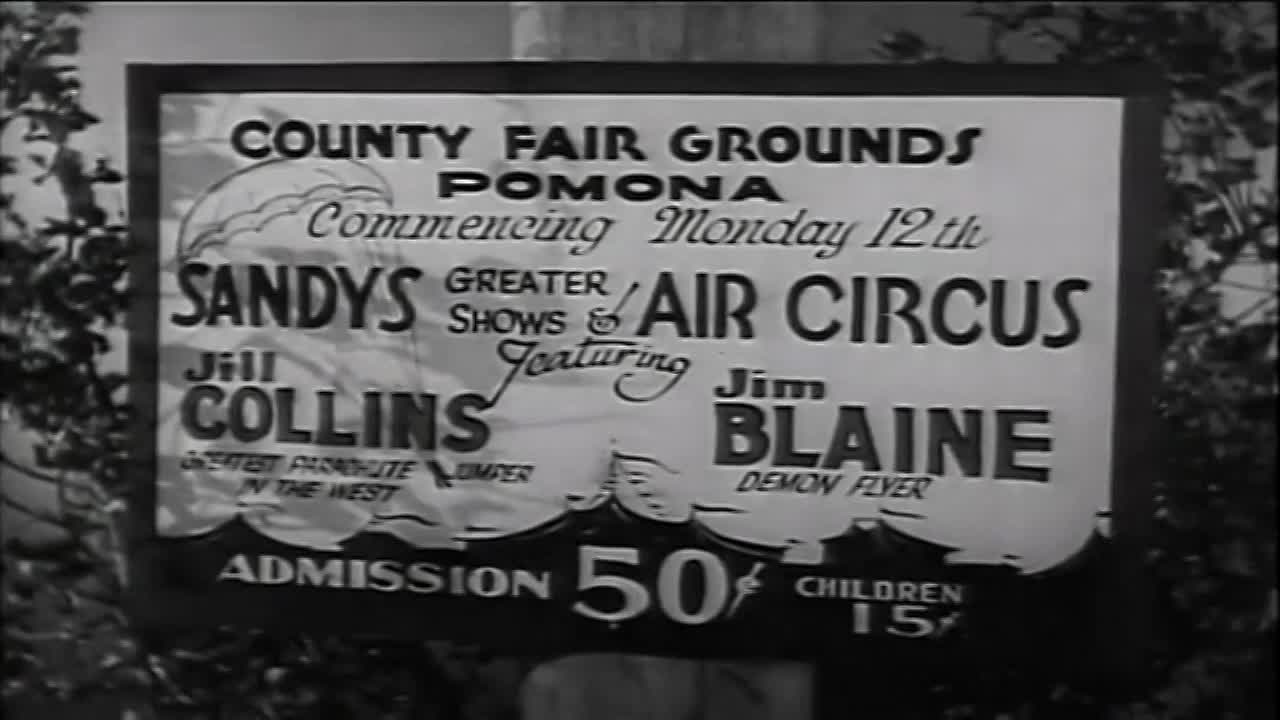 COUNTY FAIR GROUNDS
POMONA
Commencing Monday 12th
SANDYS GREATER SHOWS & AIR CIRCUS
Featuring
Jill COLLINS
GREATEST PARACHUTE JUMPER
IN THE WEST
Jim BLAINE
DEMON FLYER
ADMISSION 50¢ CHILDREN 15¢